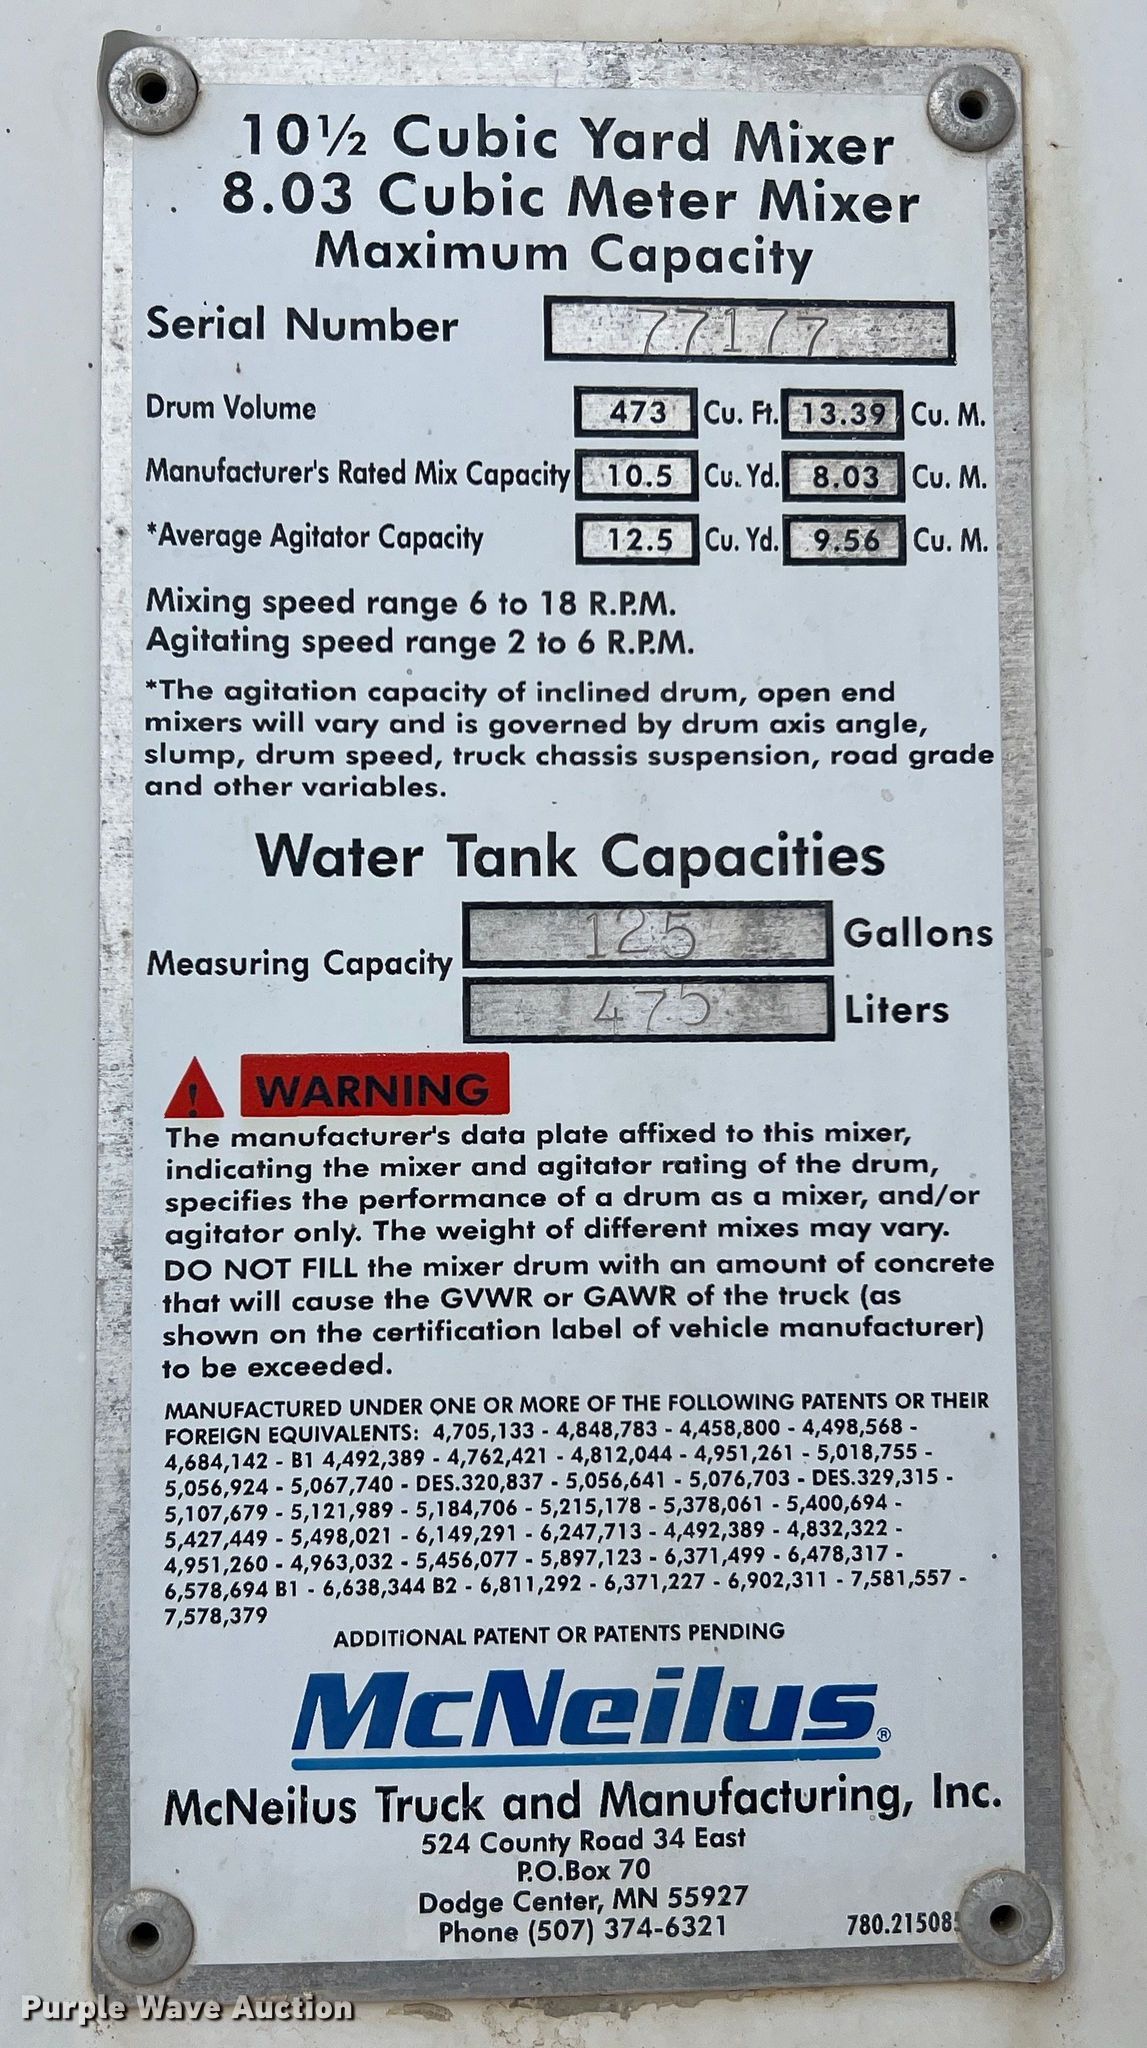 10½ Cubic Yard Mixer
8.03 Cubic Meter Mixer
Maximum Capacity
Serial Number 77177
Drum Volume 473 Cu. Ft. 13.39 Cu. M.
Manufacturer's Rated Mix Capacity 10.5 Cu. Yd. 8.03 Cu. M.
*Average Agitator Capacity 12.5 Cu. Yd. 9.56 Cu. M.
Mixing speed range 6 to 18 R.P.M.
Agitating speed range 2 to 6 R.P.M.
*The agitation capacity of inclined drum, open end
mixers will vary and is governed by drum axis angle,
slump, drum speed, truck chassis suspension, road grade
and other variables.
Water Tank Capacities
Measuring Capacity 125 Gallons
475 Liters
! WARNING
The manufacturer's data plate affixed to this mixer,
indicating the mixer and agitator rating of the drum,
specifies the performance of a drum as a mixer, and/or
agitator only. The weight of different mixes may vary.
DO NOT FILL the mixer drum with an amount of concrete
that will cause the GVWR or GAWR of the truck (as
shown on the certification label of vehicle manufacturer)
to be exceeded.
MANUFACTURED UNDER ONE OR MORE OF THE FOLLOWING PATENTS OR THEIR
FOREIGN EQUIVALENTS: 4,705,133 - 4,848,783 - 4,458,800 - 4,498,568 -
4,684,142 - B1 4,492,389 - 4,762,421 - 4,812,044 - 4,951,261 - 5,018,755 -
5,056,924 - 5,067,740 - DES.320,837 - 5,056,641 - 5,076,703 - DES.329,315 -
5,107,679 - 5,121,989 - 5,184,706 - 5,215,178 - 5,378,061 - 5,400,694 -
5,427,449 - 5,498,021 - 6,149,291 - 6,247,713 - 4,492,389 - 4,832,322 -
4,951,260 - 4,963,032 - 5,456,077 - 5,897,123 - 6,371,499 - 6,478,317 -
6,578,694 B1 - 6,638,344 B2 - 6,811,292 - 6,371,227 - 6,902,311 - 7,581,557 -
7,578,379
ADDITIONAL PATENT OR PATENTS PENDING
McNeilus®
McNeilus Truck and Manufacturing, Inc.
524 County Road 34 East
P.O.Box 70
Dodge Center, MN 55927
Phone (507) 374-6321
Purple Wave Auction